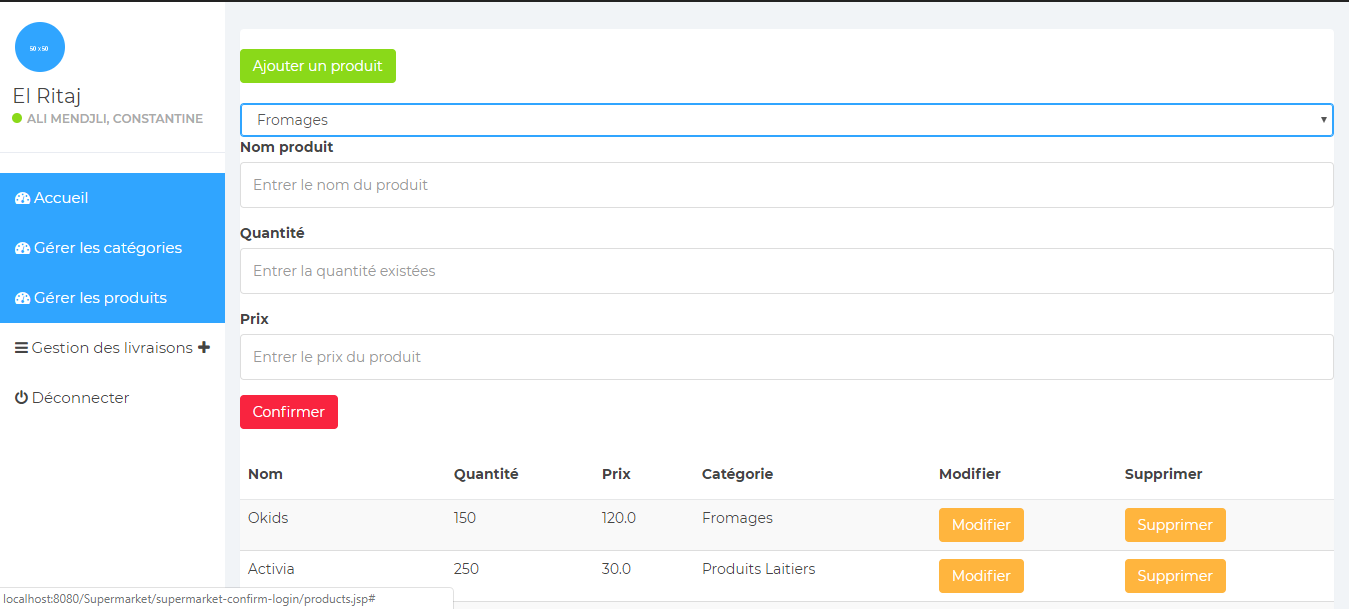 50 x 50
El Ritaj
ALI MENDJLI, CONSTANTINE
Accueil
Gérer les catégories
Gérer les produits
Gestion des livraisons
Déconnecter
Ajouter un produit
Fromages
Nom produit
Entrer le nom du produit
Quantité
Entrer la quantité existées
Prix
Entrer le prix du produit
Confirmer
Nom Quantité Prix Catégorie Modifier Supprimer
Okids 150 120.0 Fromages Modifier Supprimer
Activia 250 30.0 Produits Laitiers Modifier Supprimer
localhost:8080/Supermarket/supermarket-confirm-login/products.jsp#